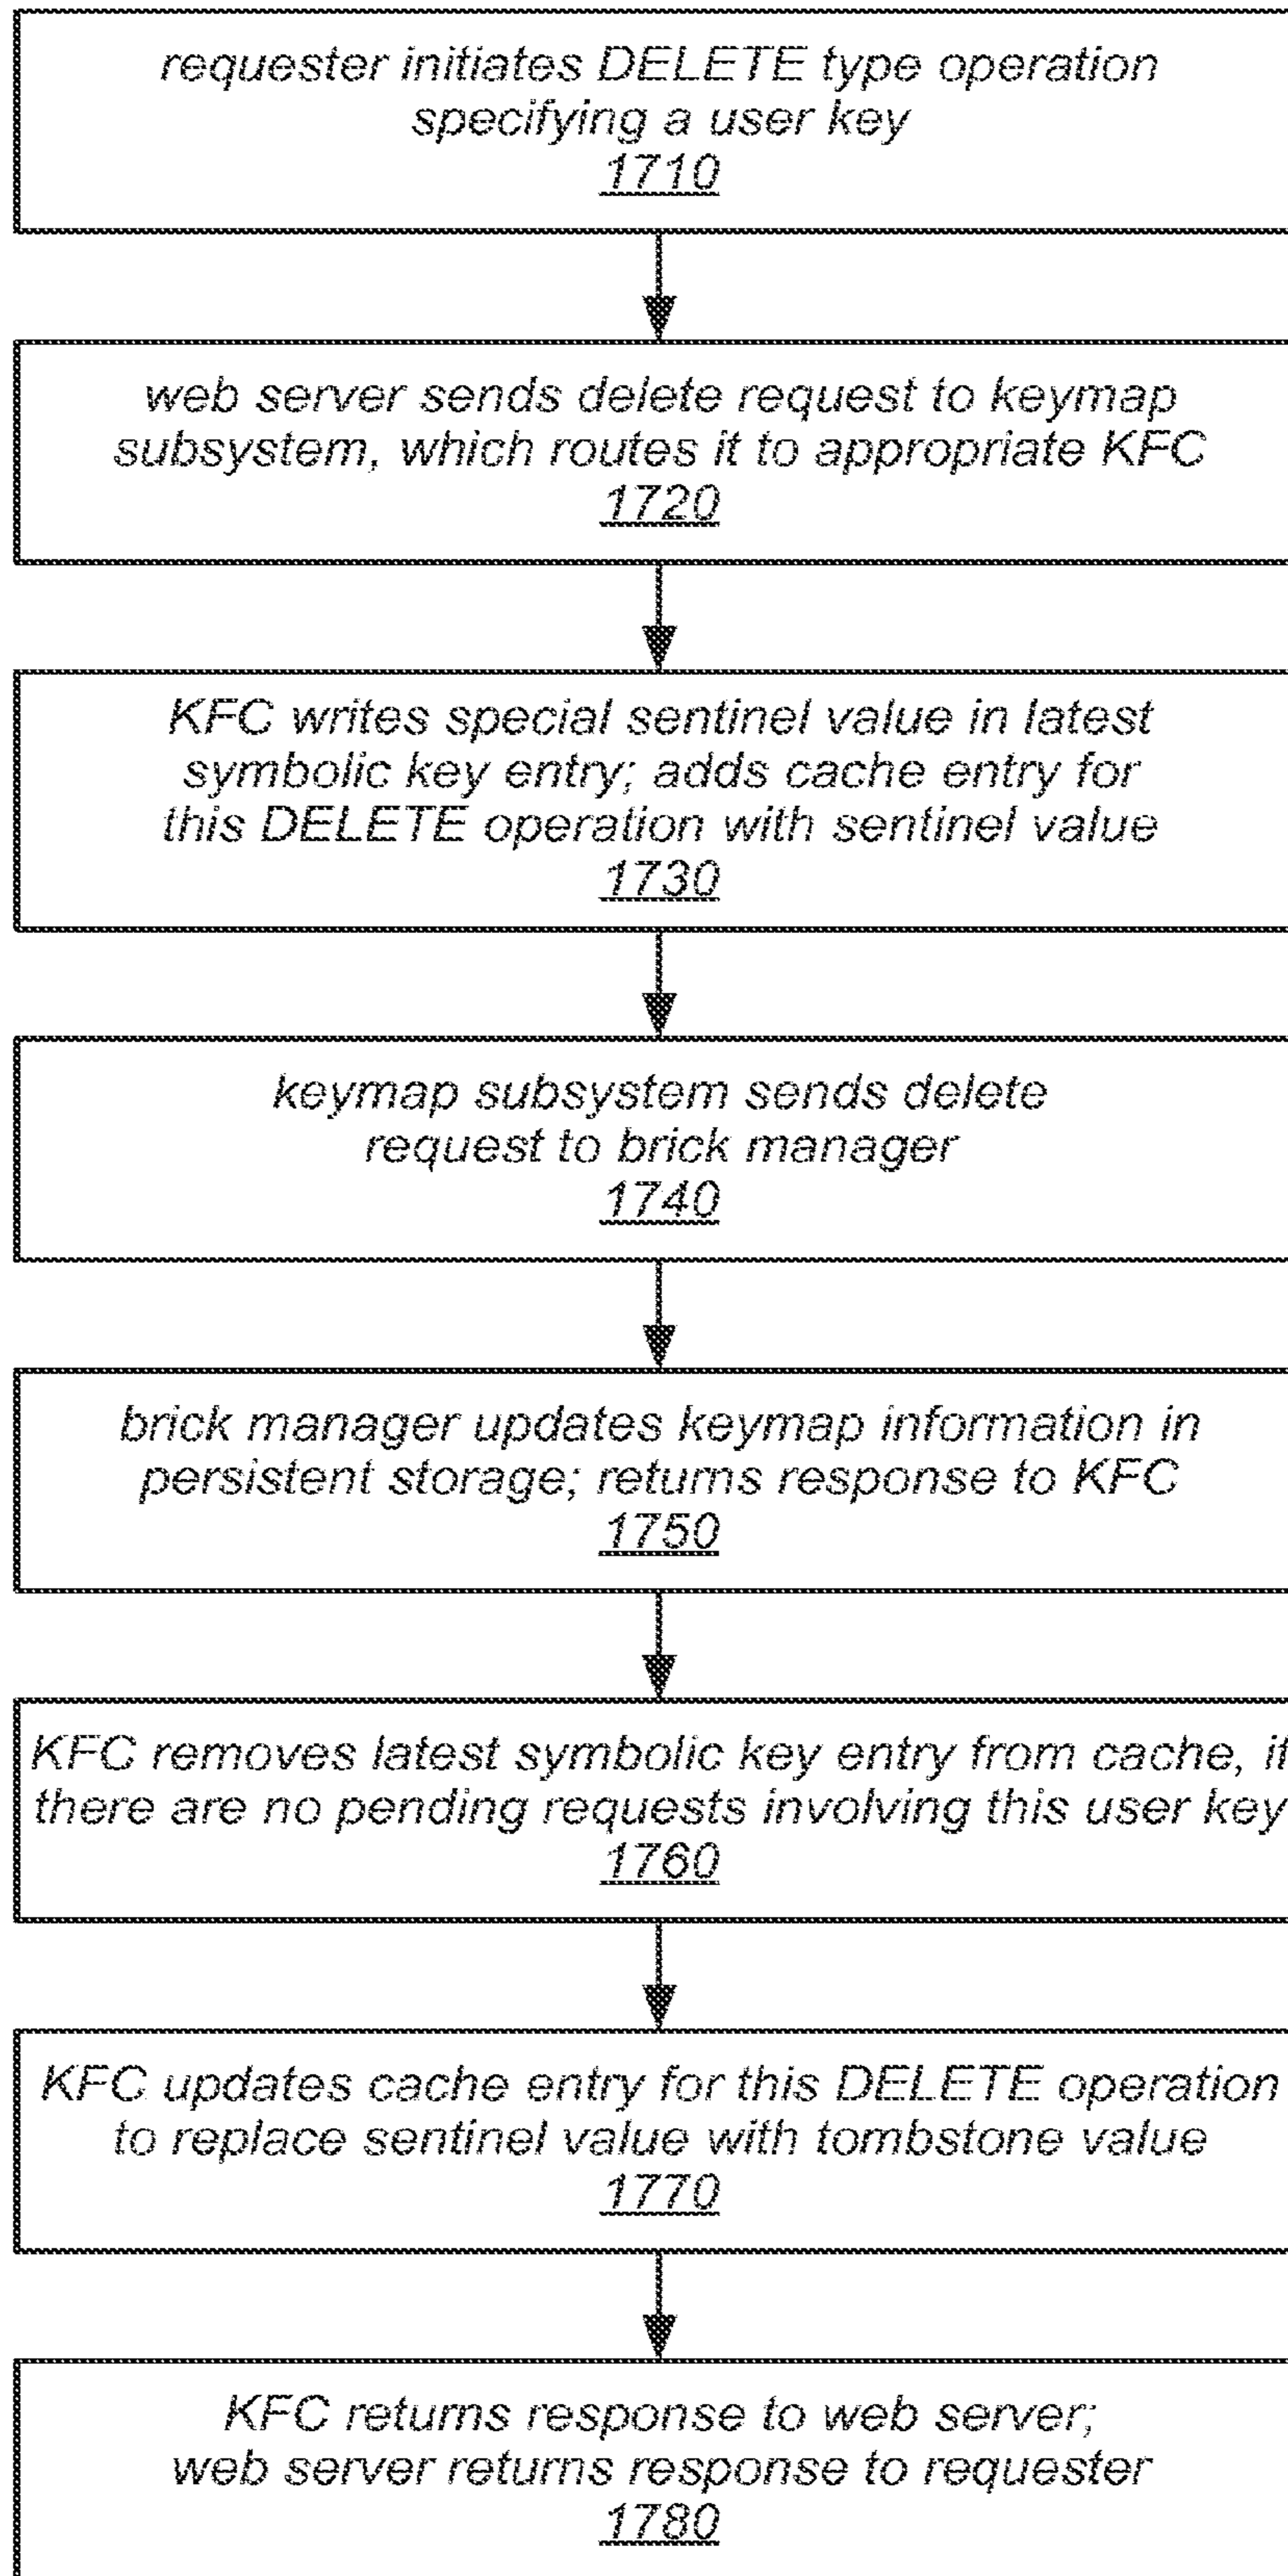 requester initiates DELETE type operation
specifying a user key
1710
web server sends delete request to keymap
subsystem, which routes it to appropriate KFC
1720
KFC writes special sentinel value in latest
symbolic key entry; adds cache entry for
this DELETE operation with sentinel value
1730
keymap subsystem sends delete
request to brick manager
1740
brick manager updates keymap information in
persistent storage; returns response to KFC
1750
KFC removes latest symbolic key entry from cache, if
there are no pending requests involving this user key
1760
KFC updates cache entry for this DELETE operation
to replace sentinel value with tombstone value
1770
KFC returns response to web server;
web server returns response to requester
1780